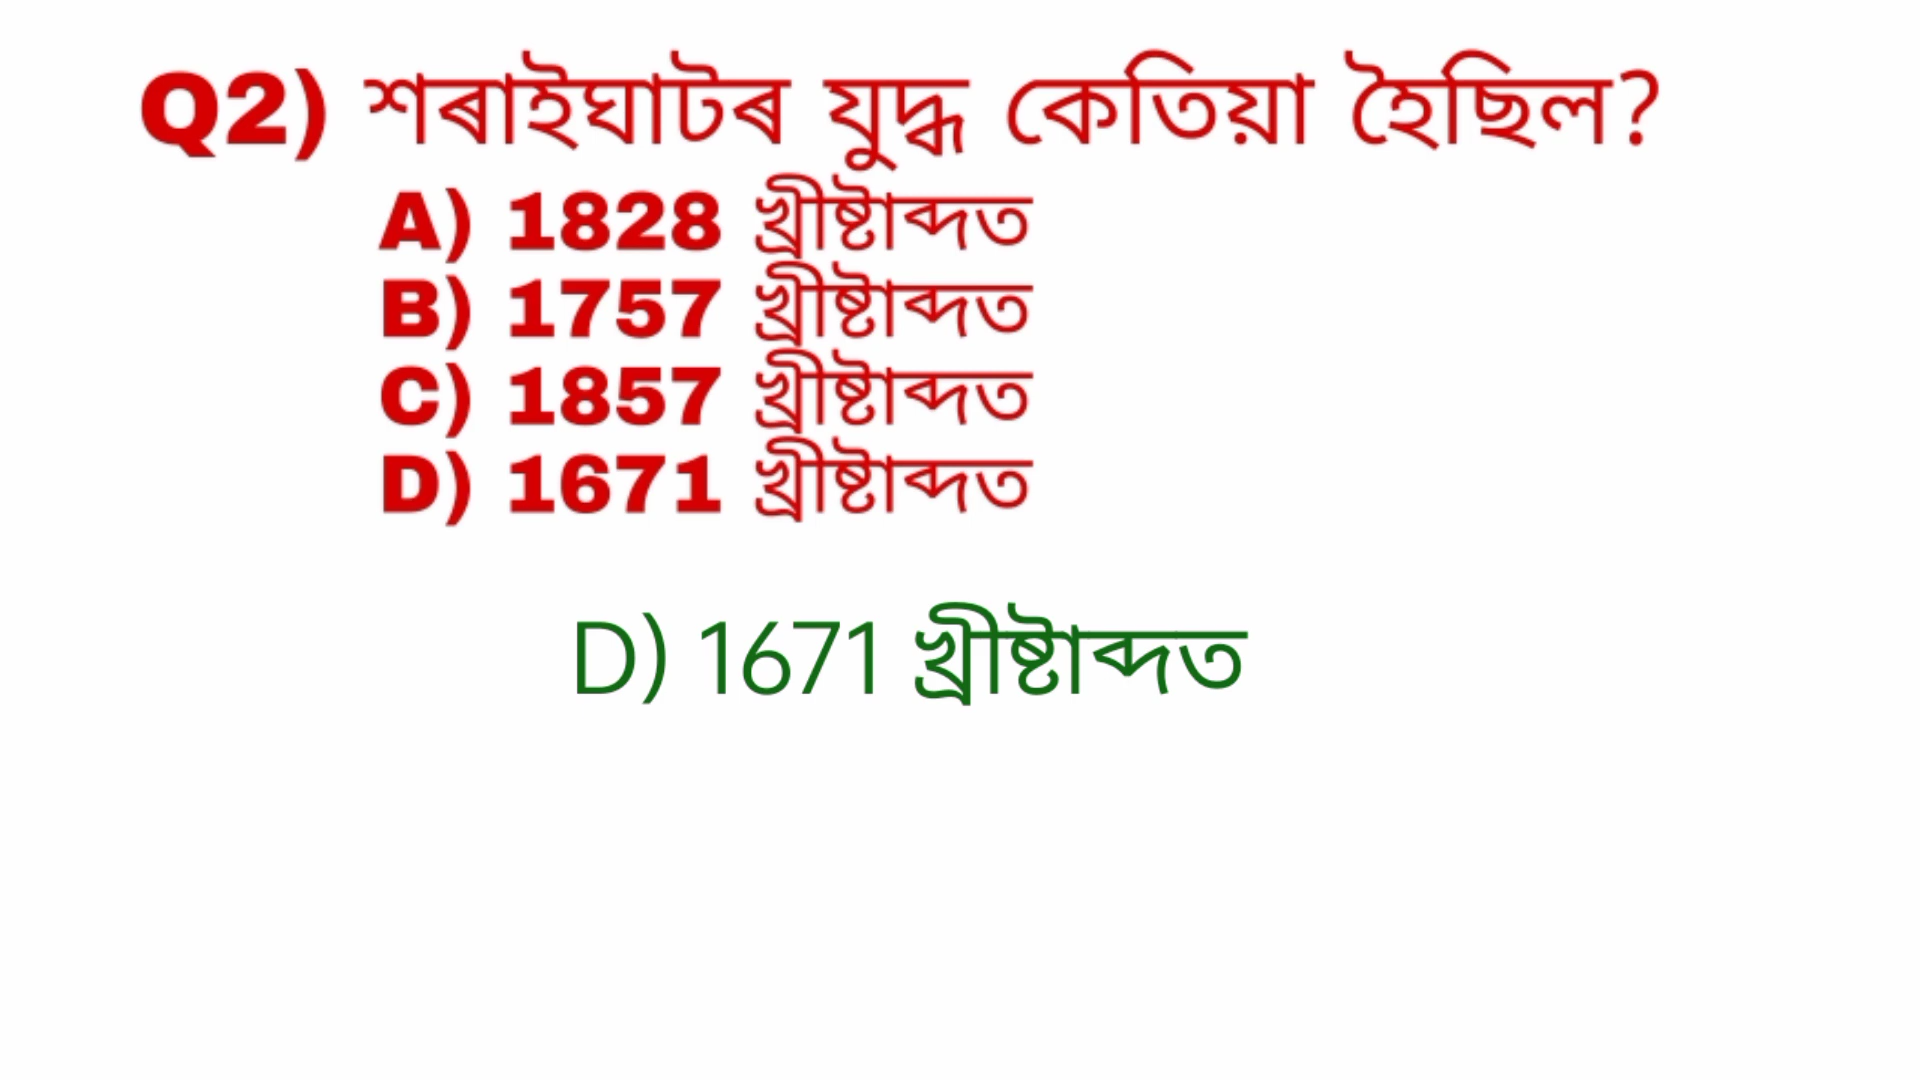 Q2) শৰাইঘাটৰ যুদ্ধ কেতিয়া হৈছিল?
A) 1828 খ্ৰীষ্টাব্দত
B) 1757 খ্ৰীষ্টাব্দত
C) 1857 খ্ৰীষ্টাব্দত
D) 1671 খ্ৰীষ্টাব্দত
D) 1671 খ্ৰীষ্টাব্দত